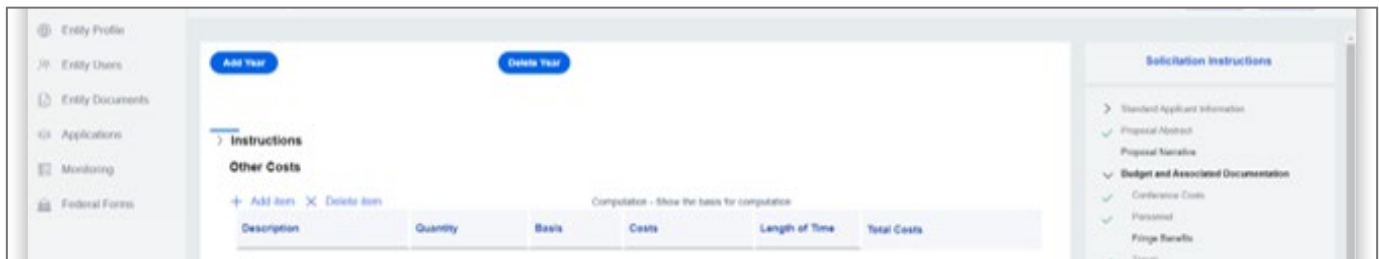 Entity Profile
Entity Users
Entity Documents
Applications
Monitoring
Federal Forms
Add Year
Delete Year
Instructions
Other Costs
Add item Delete item
Computation - Show the basis for computation
Description Quantity Basis Costs Length of Time Total Costs
Solicitation Instructions
Standard Applicant Information
Proposal Abstract
Proposal Narrative
Budget and Associated Documentation
Conference Costs
Personnel
Fringe Benefits